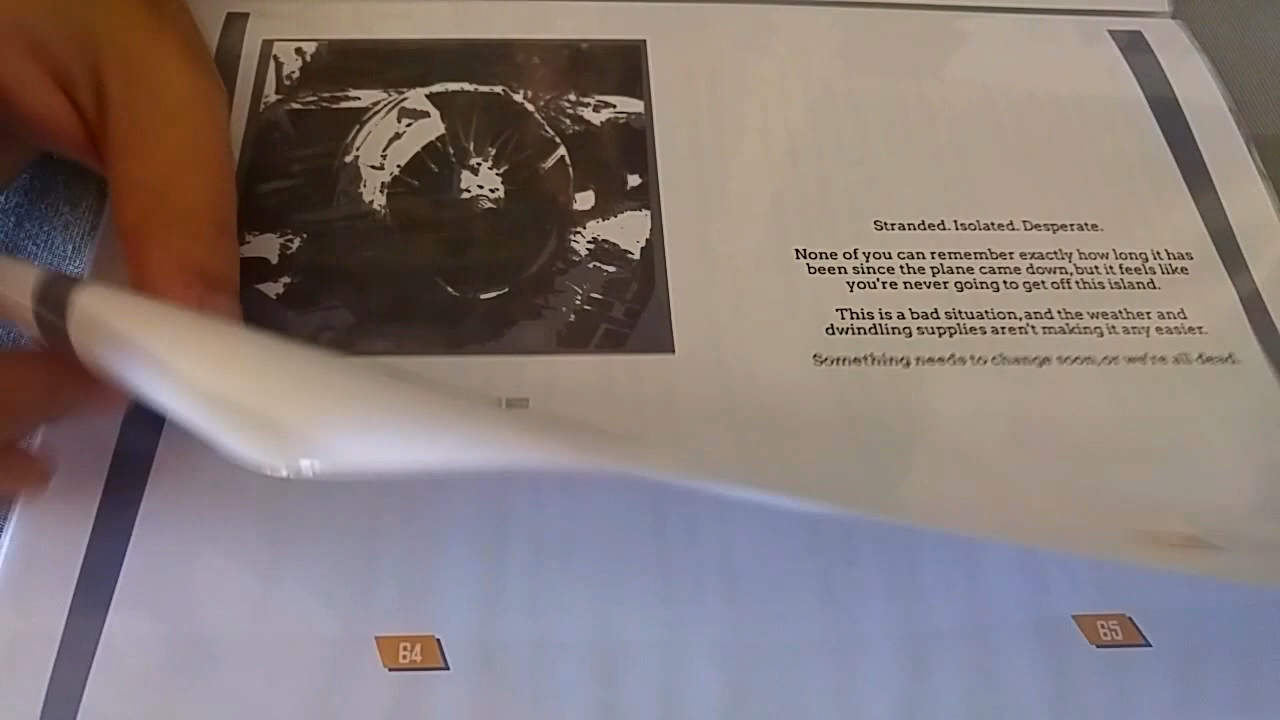 Stranded. Isolated. Desperate.
None of you can remember exactly how long it has
been since the plane came down, but it feels like
you're never going to get off this island.
This is a bad situation, and the weather and
dwindling supplies aren't making it any easier.
Something needs to change soon, or we're all dead.
64
65